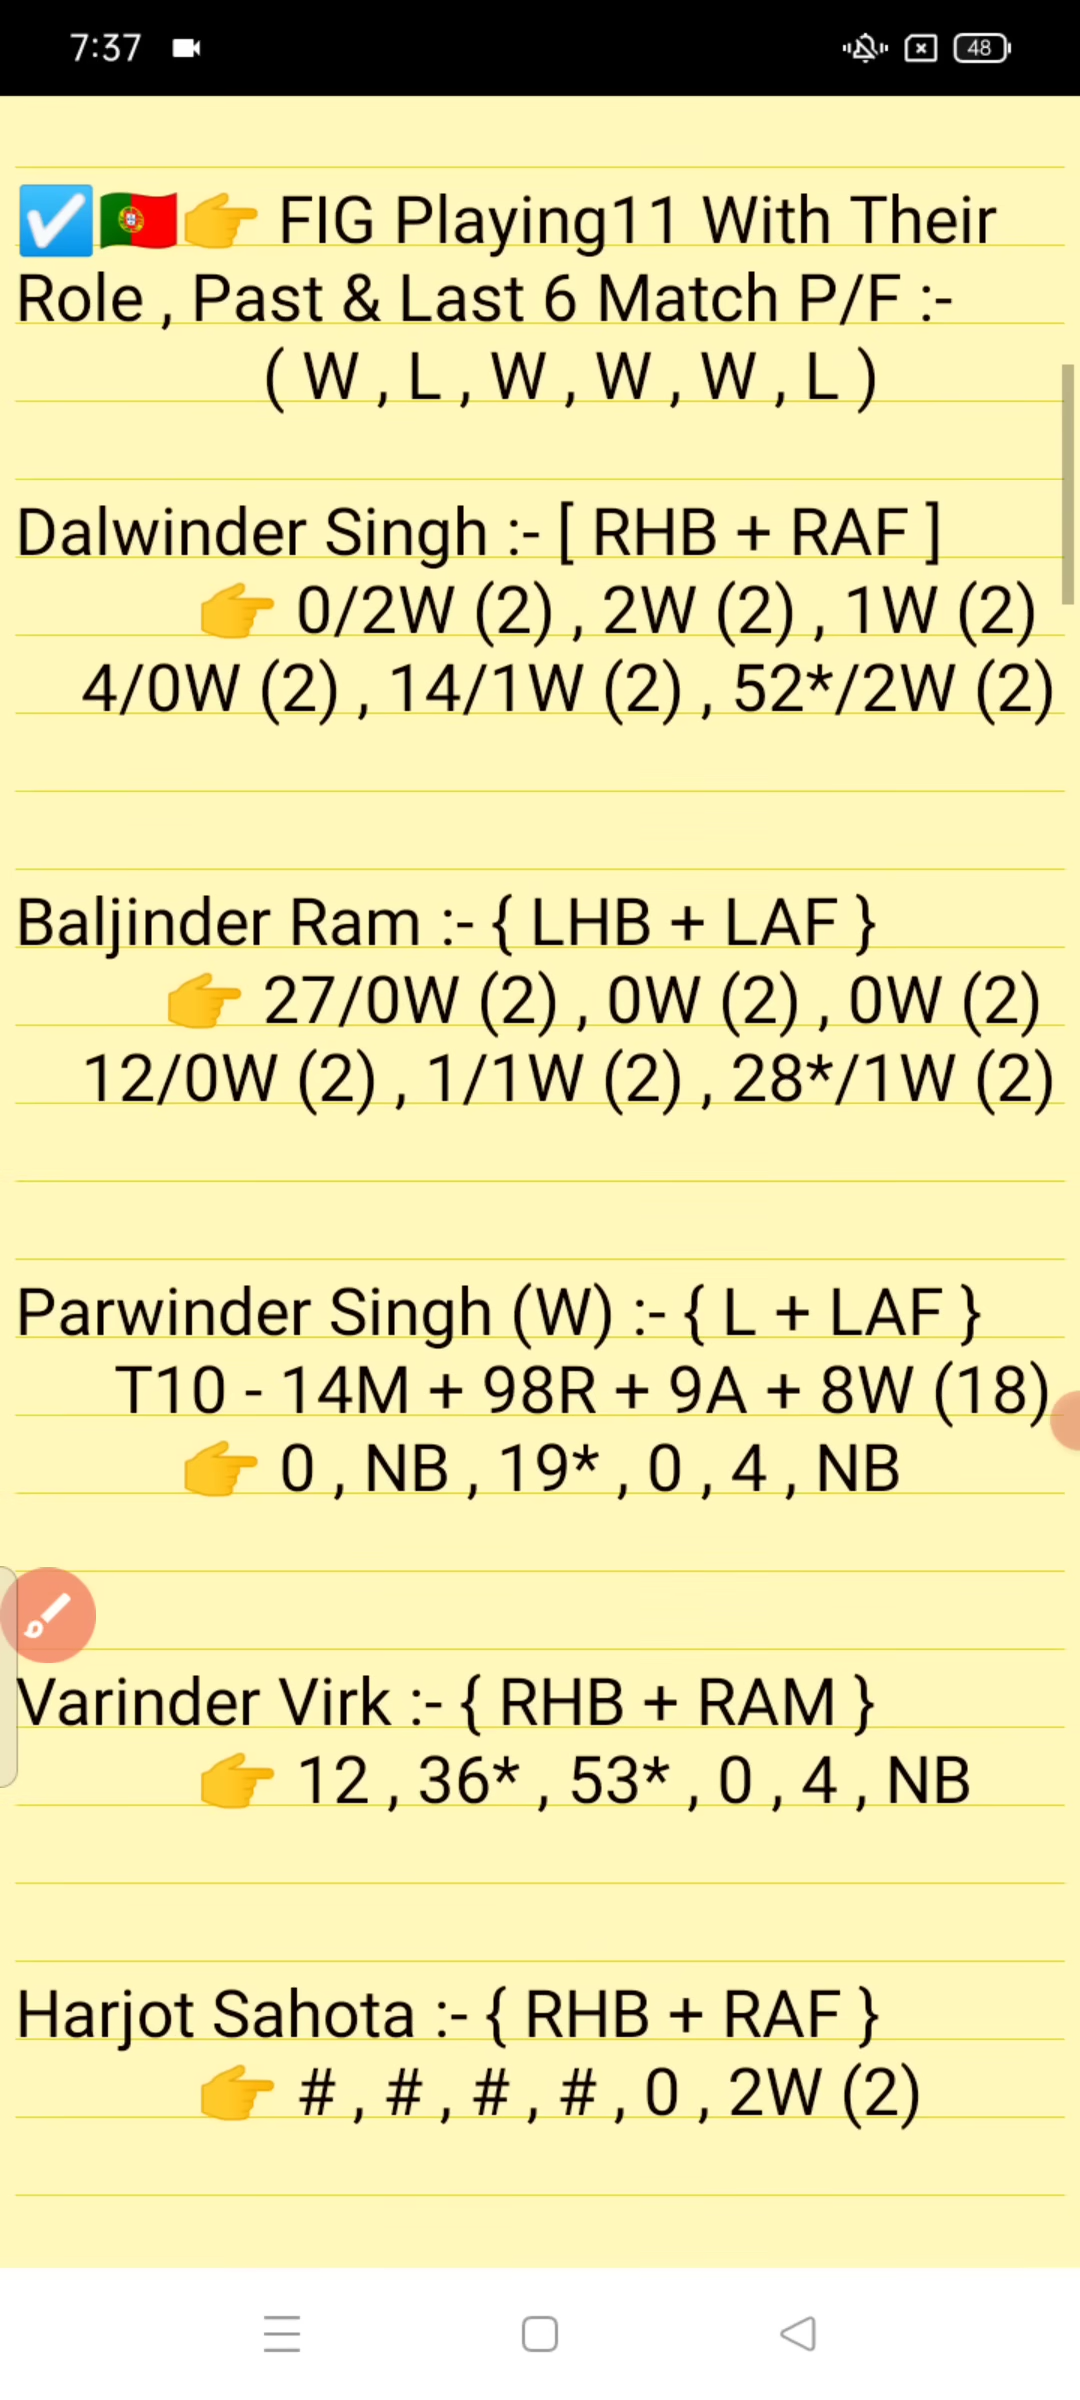 7:37
48
☑️🇵🇹👉 FIG Playing11 With Their
Role , Past & Last 6 Match P/F :-
( W , L , W , W , W , L )
Dalwinder Singh :- [ RHB + RAF ]
👉 0/2W (2) , 2W (2) , 1W (2)
4/0W (2) , 14/1W (2) , 52*/2W (2)
Baljinder Ram :- { LHB + LAF }
👉 27/0W (2) , 0W (2) , 0W (2)
12/0W (2) , 1/1W (2) , 28*/1W (2)
Parwinder Singh (W) :- { L + LAF }
T10 - 14M + 98R + 9A + 8W (18)
👉 0 , NB , 19* , 0 , 4 , NB
Varinder Virk :- { RHB + RAM }
👉 12 , 36* , 53* , 0 , 4 , NB
Harjot Sahota :- { RHB + RAF }
👉 # , # , # , # , 0 , 2W (2)